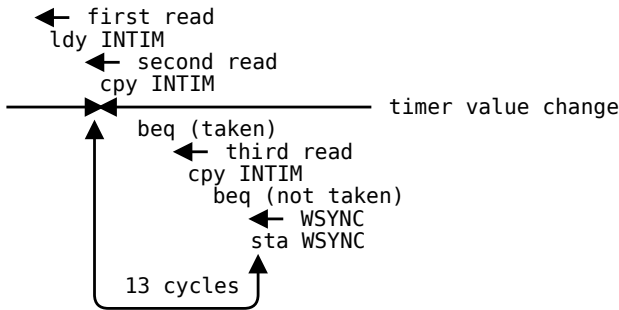 first read
ldy INTIM
second read
cpy INTIM
timer value change
beq (taken)
third read
cpy INTIM
beq (not taken)
WSYNC
sta WSYNC
13 cycles